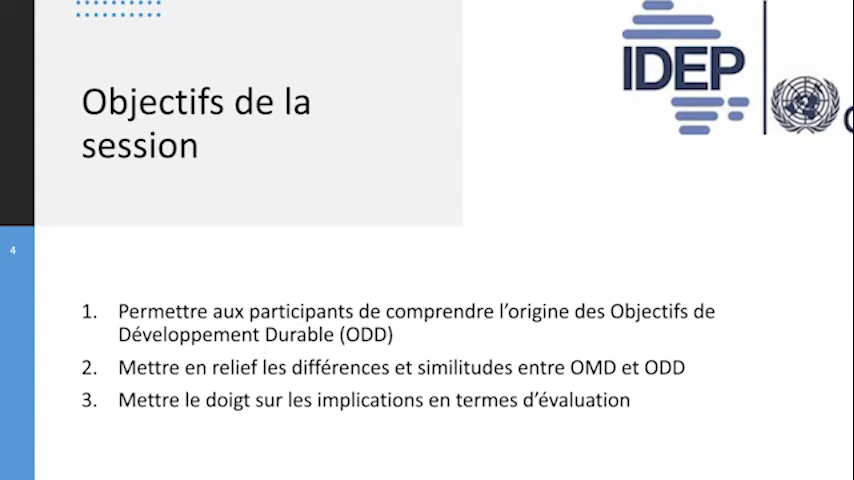 Objectifs de la
session
IDEP
4
1. Permettre aux participants de comprendre l’origine des Objectifs de
Développement Durable (ODD)
2. Mettre en relief les différences et similitudes entre OMD et ODD
3. Mettre le doigt sur les implications en termes d’évaluation